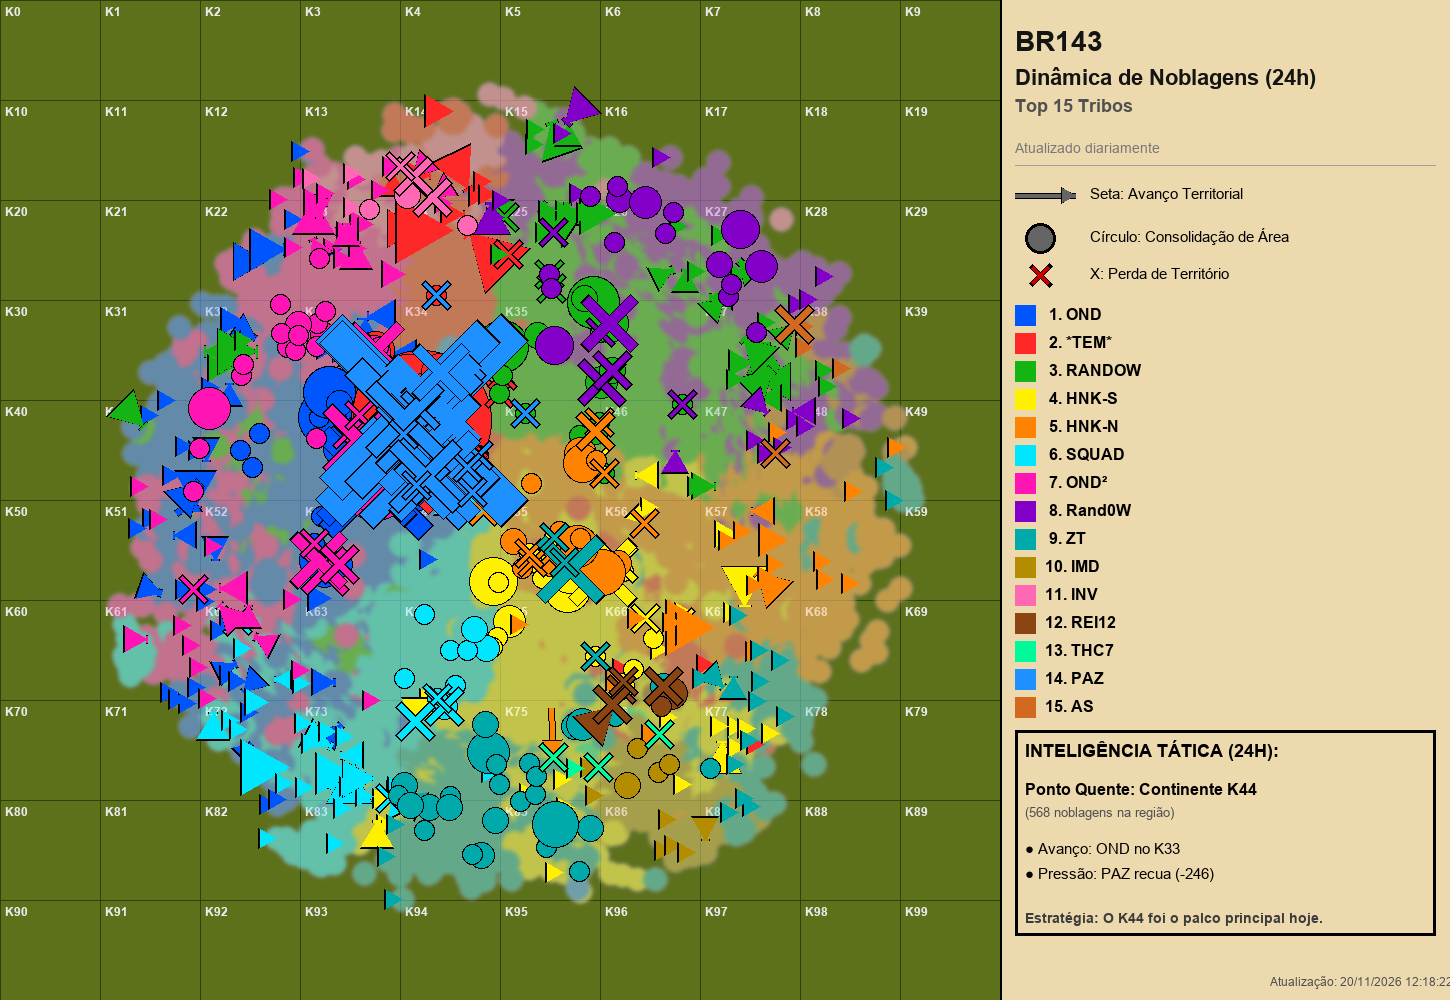 K0 K1 K2 K3 K4 K5 K6 K7 K8 K9
K10 K11 K12 K13 K14 K15 K16 K17 K18 K19
K20 K21 K22 K27 K28 K29
K30 K31 K34 K35 K39
K40 K47 K49
K50 K51 K52 K56 K57 K59
K60 K61 K63 K66 K68 K69
K70 K71 K73 K75 K77 K78 K79
K80 K81 K82 K83 K86 K89
K90 K91 K92 K93 K94 K95 K96 K97 K98 K99
BR143
Dinâmica de Noblagens (24h)
Top 15 Tribos
Atualizado diariamente
Seta: Avanço Territorial
Círculo: Consolidação de Área
X: Perda de Território
1. OND
2. *TEM*
3. RANDOW
4. HNK-S
5. HNK-N
6. SQUAD
7. OND²
8. Rand0W
9. ZT
10. IMD
11. INV
12. REI12
13. THC7
14. PAZ
15. AS
INTELIGÊNCIA TÁTICA (24H):
Ponto Quente: Continente K44
(568 noblagens na região)
● Avanço: OND no K33
● Pressão: PAZ recua (-246)
Estratégia: O K44 foi o palco principal hoje.
Atualização: 20/11/2026 12:18:22